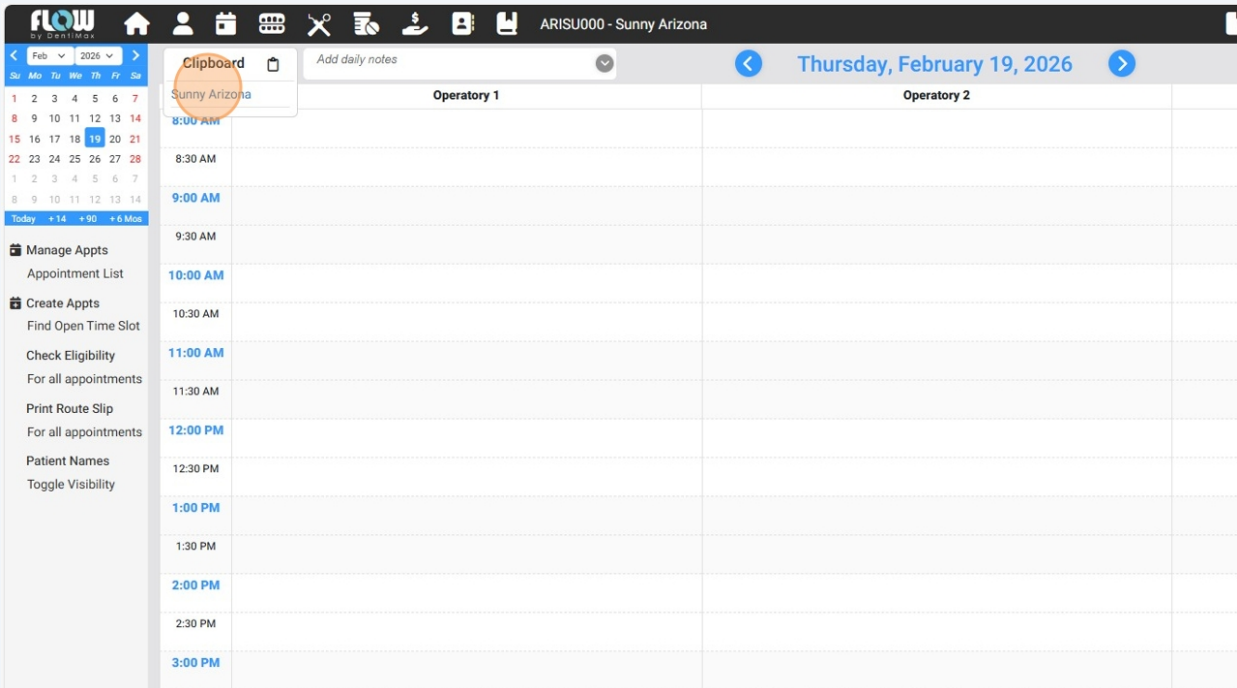 FLOW
by DentiMax
ARISU000 - Sunny Arizona
Feb 2026
Su Mo Tu We Th Fr Sa
1 2 3 4 5 6 7
8 9 10 11 12 13 14
15 16 17 18 19 20 21
22 23 24 25 26 27 28
1 2 3 4 5 6 7
8 9 10 11 12 13 14
Today +14 +90 +6 Mos
Manage Appts
Appointment List
Create Appts
Find Open Time Slot
Check Eligibility
For all appointments
Print Route Slip
For all appointments
Patient Names
Toggle Visibility
Clipboard
Sunny Arizona
Add daily notes
Thursday, February 19, 2026
Operatory 1
Operatory 2
8:00 AM
8:30 AM
9:00 AM
9:30 AM
10:00 AM
10:30 AM
11:00 AM
11:30 AM
12:00 PM
12:30 PM
1:00 PM
1:30 PM
2:00 PM
2:30 PM
3:00 PM